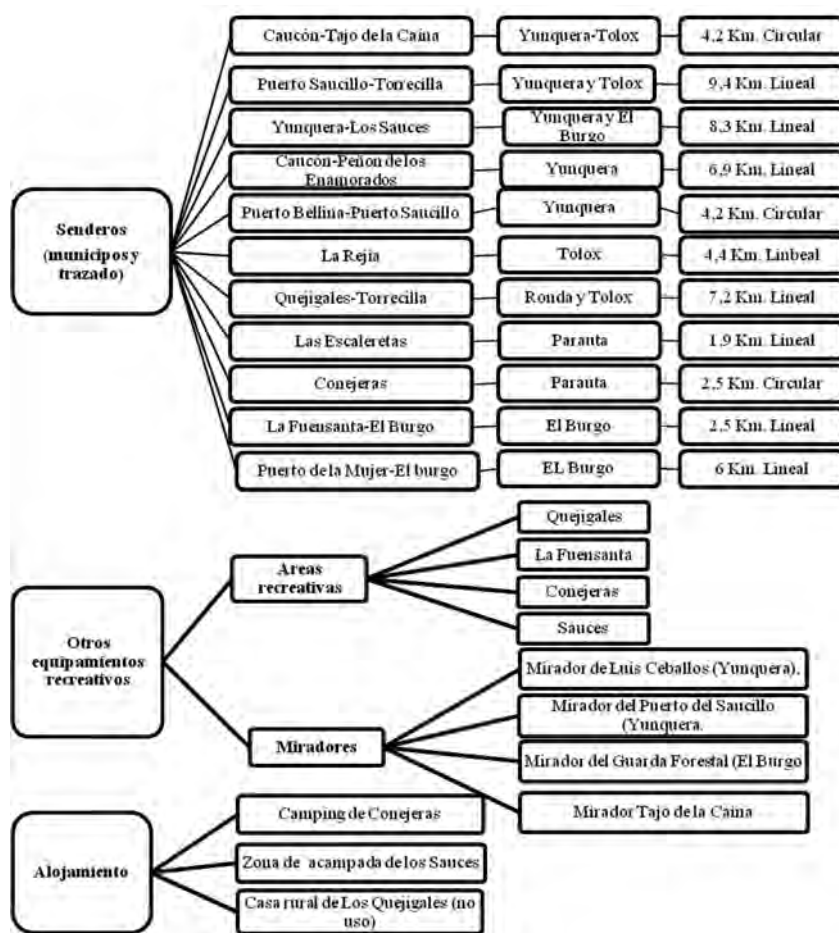 Caucón-Tajo de la Caína
Yunquera-Tolox
4,2 Km. Circular
Puerto Saucillo-Torrecilla
Yunquera y Tolox
9,4 Km. Lineal
Yunquera-Los Sauces
Yunquera y El
Burgo
8,3 Km. Lineal
Caucón-Peñon de los
Enamorados
Yunquera
6,9 Km. Lineal
Senderos
(municipos y
trazado)
Puerto Bellina-Puerto Saucillo
Yunquera
4,2 Km. Circular
La Rejía
Tolox
4,4 Km. Linbeal
Quejigales-Torrecilla
Ronda y Tolox
7,2 Km. Lineal
Las Escaleretas
Parauta
1,9 Km. Lineal
Conejeras
Parauta
2,5 Km. Circular
La Fuensanta-El Burgo
El Burgo
2,5 Km. Lineal
Puerto de la Mujer-El burgo
EL Burgo
6 Km. Lineal
Otros
equipamientos
recreativos
Areas
recreativas
Quejigales
La Fuensanta
Conejeras
Sauces
Miradores
Mirador de Luis Ceballos (Yunquera).
Mirador del Puerto del Saucillo
(Yunquera.
Mirador del Guarda Forestal (El Burgo
Mirador Tajo de la Caina
Alojamiento
Camping de Conejeras
Zona de acampada de los Sauces
Casa rural de Los Quejigales (no
uso)